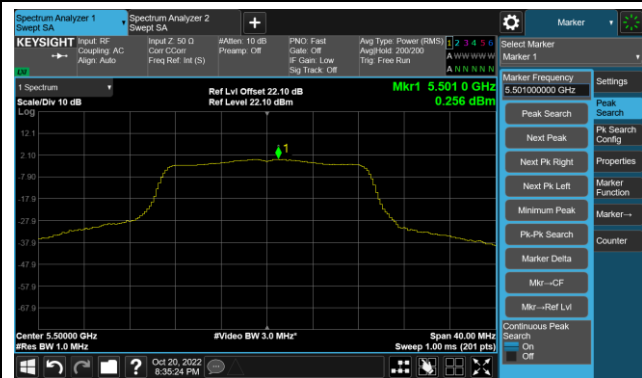 Spectrum Analyzer 1
Swept SA
Spectrum Analyzer 2
Swept SA
Marker
KEYSIGHT
Input: RF
Coupling: AC
Align: Auto
Input Z: 50 Ω
Corr CCorr
Freq Ref: Int (S)
#Atten: 10 dB
Preamp: Off
PNO: Fast
Gate: Off
IF Gain: Low
Sig Track: Off
Avg Type: Power (RMS)
Avg|Hold: 200/200
Trig: Free Run
1 2 3 4 5 6
A W W W W W
A N N N N N
LXI
Select Marker
Marker 1
1 Spectrum
Scale/Div 10 dB
Ref Lvl Offset 22.10 dB
Ref Level 22.10 dBm
Mkr1 5.501 0 GHz
0.256 dBm
Log
12.1
2.10
-7.90
-17.9
-27.9
-37.9
-47.9
-57.9
-67.9
1
Center 5.50000 GHz
#Res BW 1.0 MHz
#Video BW 3.0 MHz*
Span 40.00 MHz
Sweep 1.00 ms (201 pts)
Marker Frequency
5.501000000 GHz
Peak Search
Next Peak
Next Pk Right
Next Pk Left
Minimum Peak
Pk-Pk Search
Marker Delta
Mkr→CF
Mkr→Ref Lvl
Continuous Peak
Search
On
Off
Settings
Peak
Search
Pk Search
Config
Properties
Marker
Function
Marker→
Counter
Oct 20, 2022
8:35:24 PM